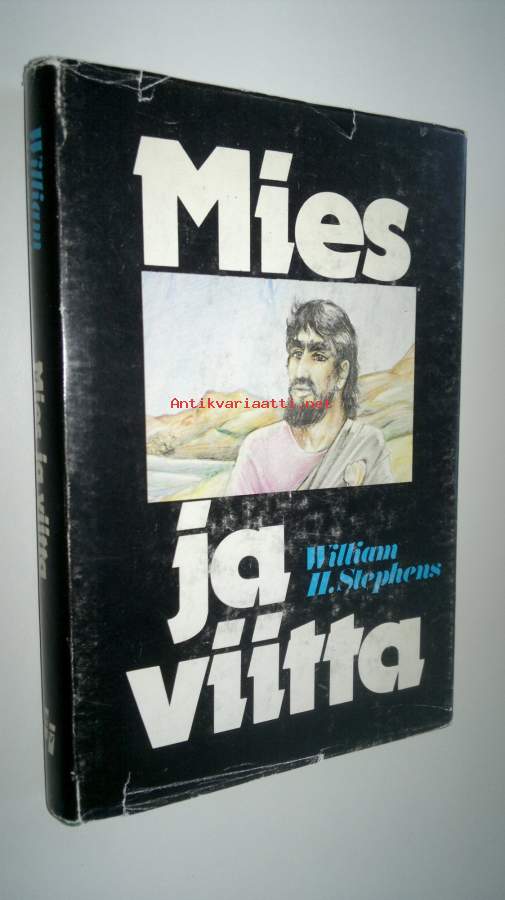 Mies
ja
viitta
William
H. Stephens
William
Mies ja viitta
Antikvariaatti.net